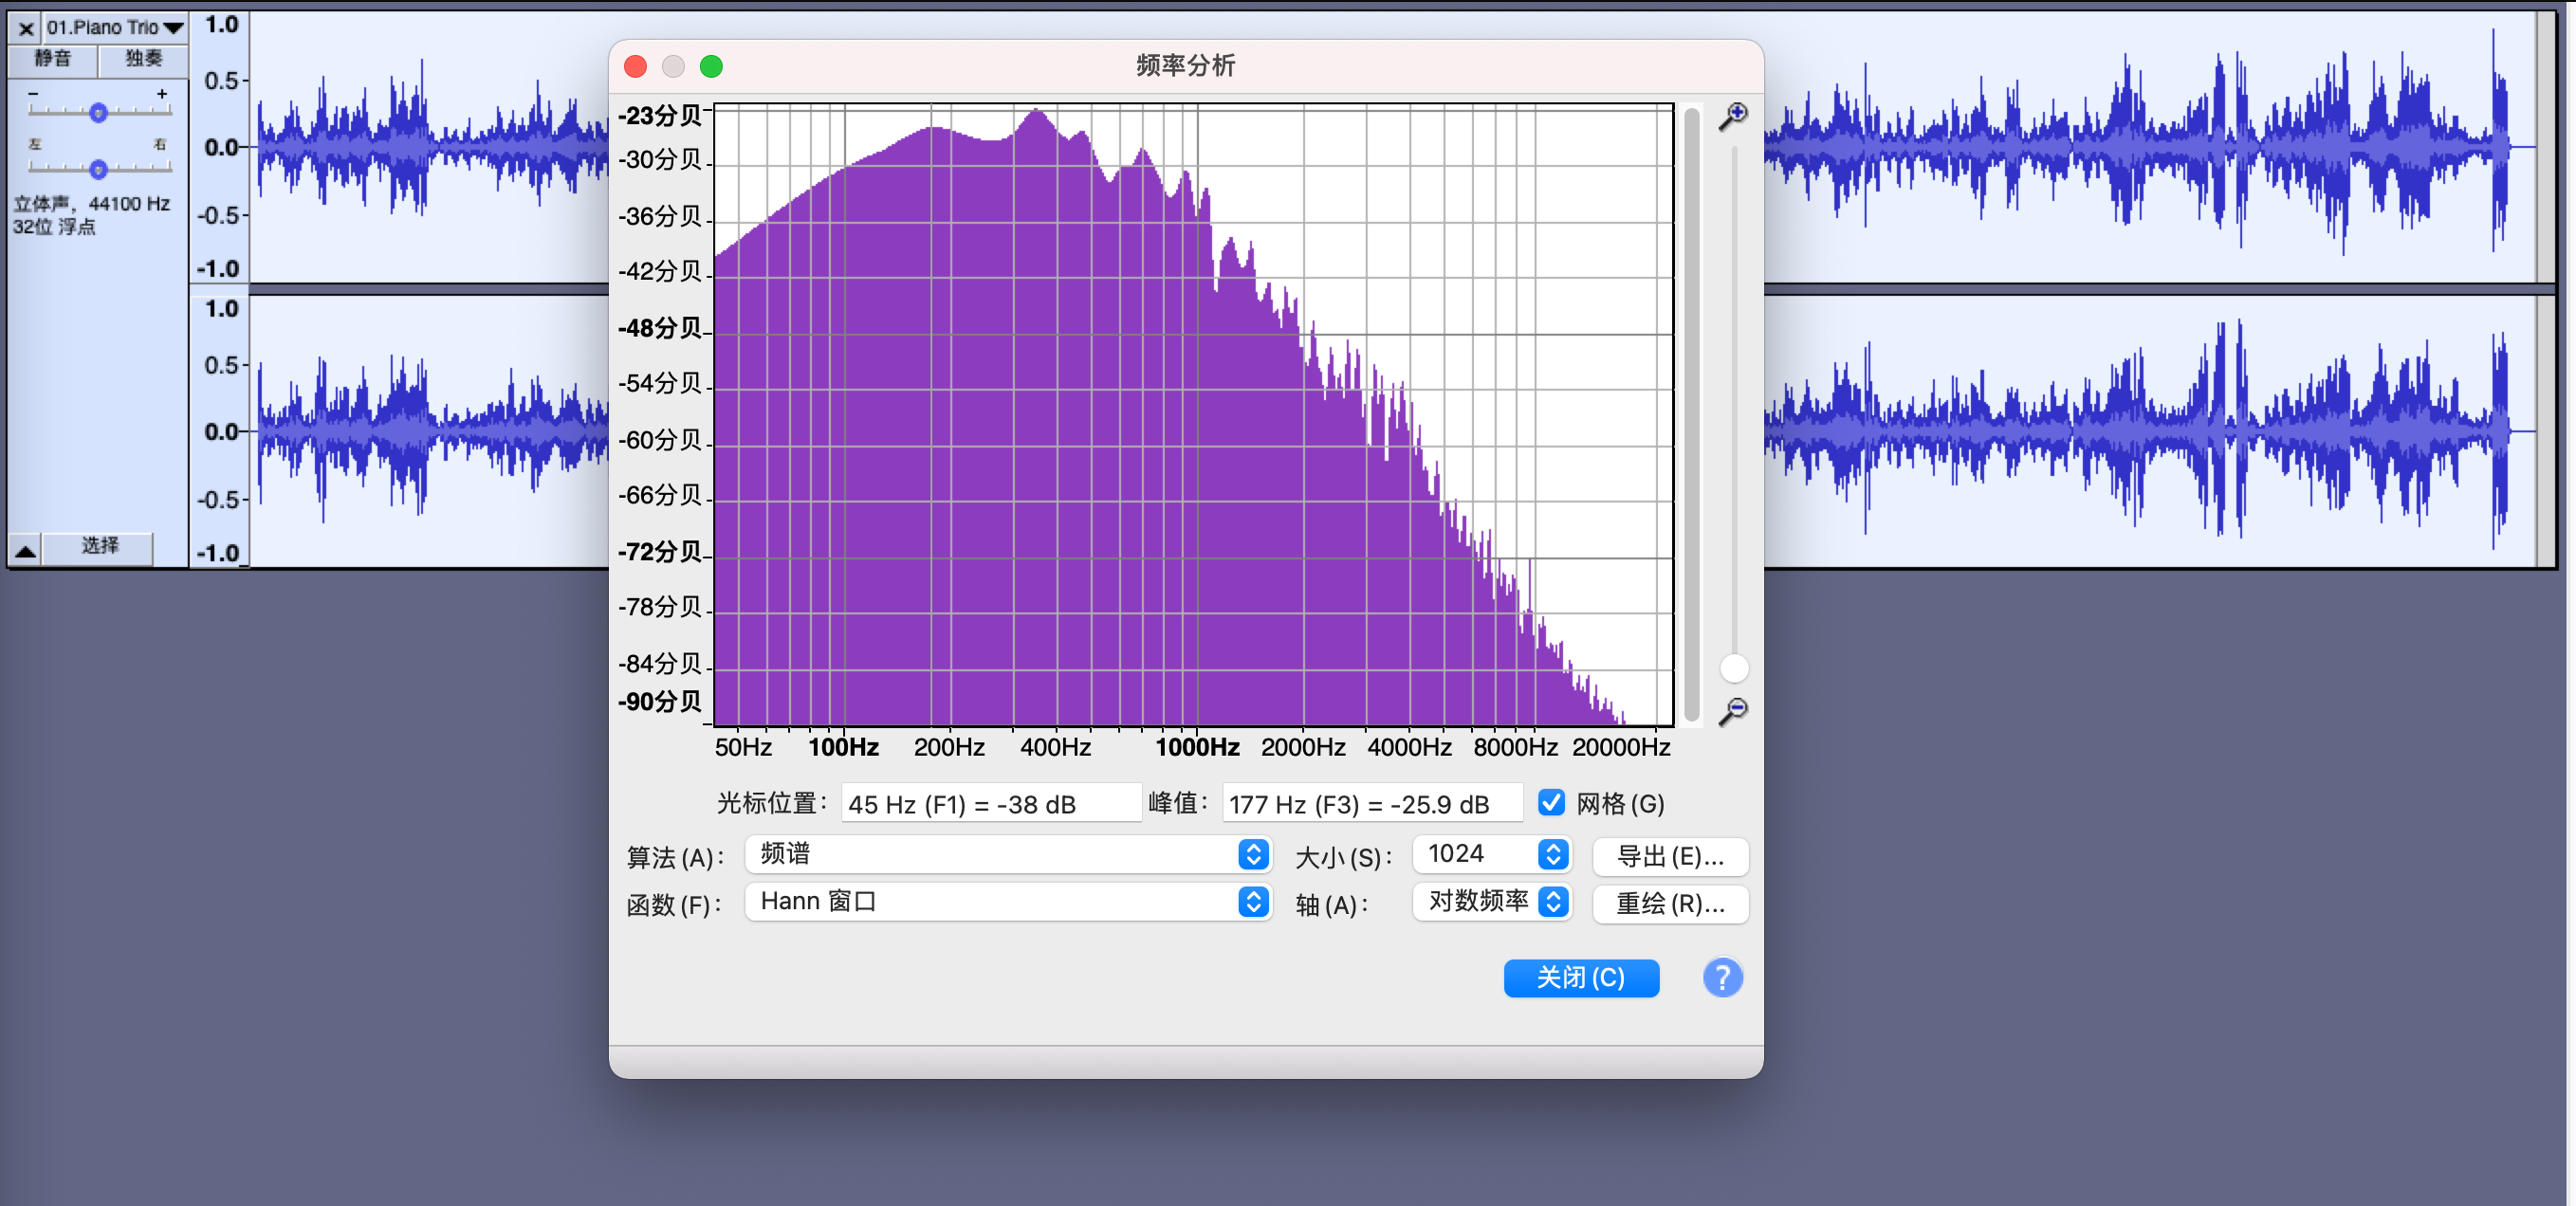 01.Piano Trio
静音 独奏
- +
左 右
立体声，44100 Hz
32位 浮点
选择
1.0
0.5
0.0
-0.5
-1.0
1.0
0.5
0.0
-0.5
-1.0
频率分析
-23分贝
-30分贝
-36分贝
-42分贝
-48分贝
-54分贝
-60分贝
-66分贝
-72分贝
-78分贝
-84分贝
-90分贝
50Hz 100Hz 200Hz 400Hz 1000Hz 2000Hz 4000Hz 8000Hz 20000Hz
光标位置： 45 Hz (F1) = -38 dB 峰值： 177 Hz (F3) = -25.9 dB 网格(G)
算法(A)： 频谱 大小(S)： 1024 导出(E)...
函数(F)： Hann 窗口 轴(A)： 对数频率 重绘(R)...
关闭(C) ?